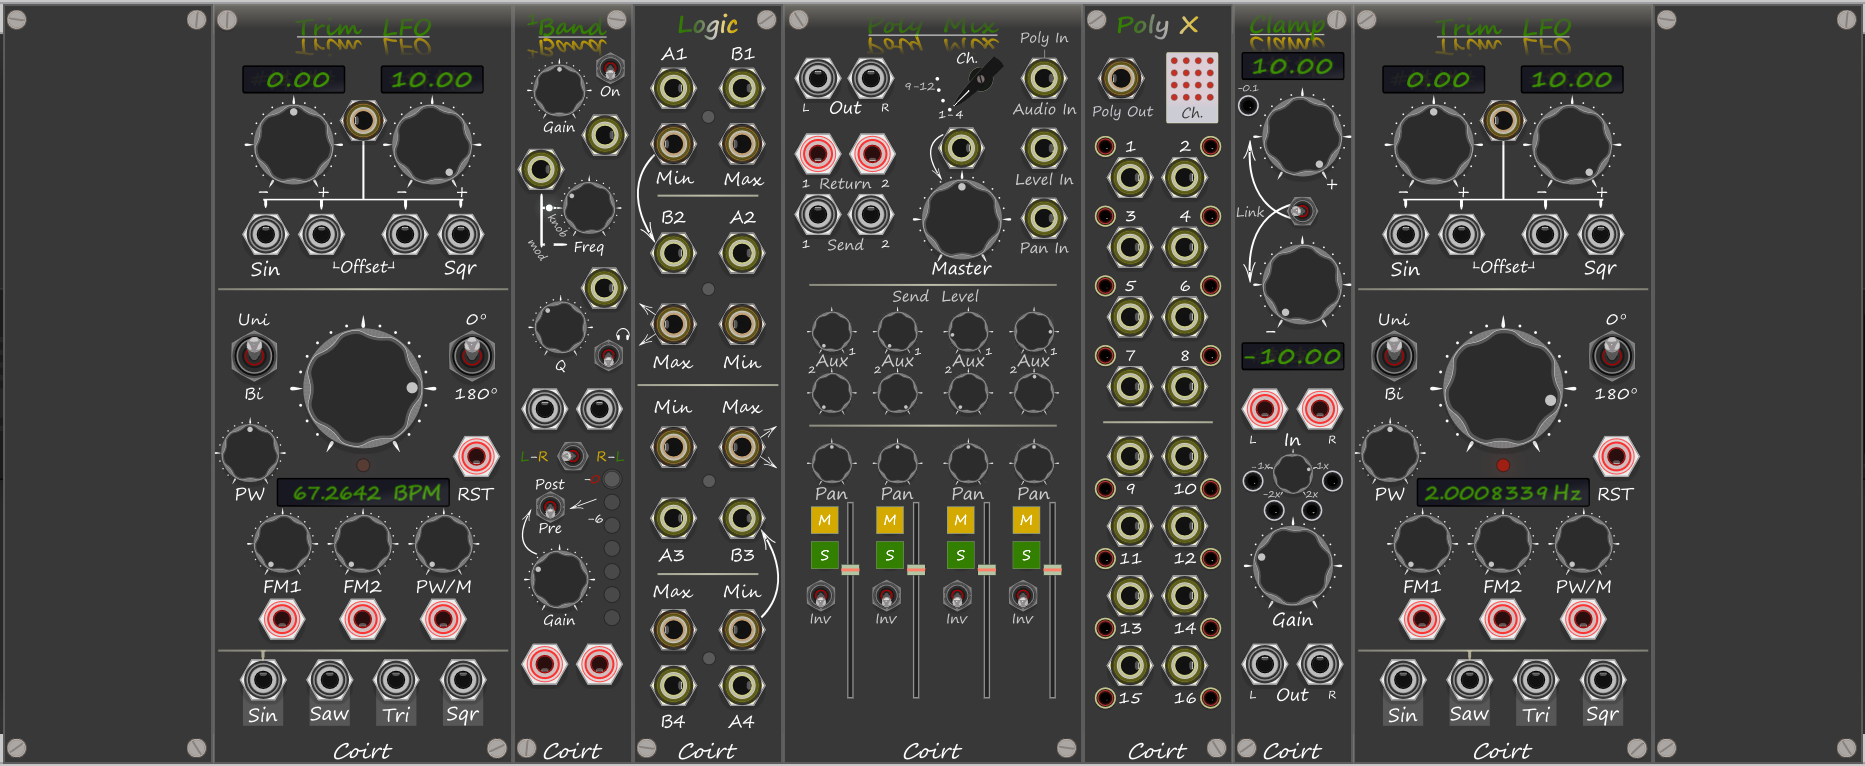 Trim LFO
0.00 10.00
- + - +
Sin Offset Sqr
Uni 0°
Bi 180°
PW 67.2642 BPM RST
FM1 FM2 PW/M
Sin Saw Tri Sqr
Coirt
Band
On
Gain
knob
mod
Freq
Q
L-R R-L
Post
Pre
-6
Gain
Coirt
Logic
A1 B1
Min Max
B2 A2
Max Min
Min Max
A3 B3
Max Min
B4 A4
Coirt
Poly Mix
Poly In
Ch.
9-12
1-4
L Out R
Audio In
1 Return 2
Level In
1 Send 2
Pan In
Master
Send Level
1 1 1 1
Aux Aux Aux Aux
2 2 2 2
Pan Pan Pan Pan
M M M M
S S S S
Inv Inv Inv Inv
Coirt
Poly X
Poly Out Ch.
1 2
3 4
5 6
7 8
9 10
11 12
13 14
15 16
Coirt
Clamp
10.00
-0.1
+
Link
-
-10.00
L In R
-1x 1x
-2x 2x
Gain
L Out R
Coirt
Trim LFO
0.00 10.00
- + - +
Sin Offset Sqr
Uni 0°
Bi 180°
PW 2.0008339 Hz RST
FM1 FM2 PW/M
Sin Saw Tri Sqr
Coirt